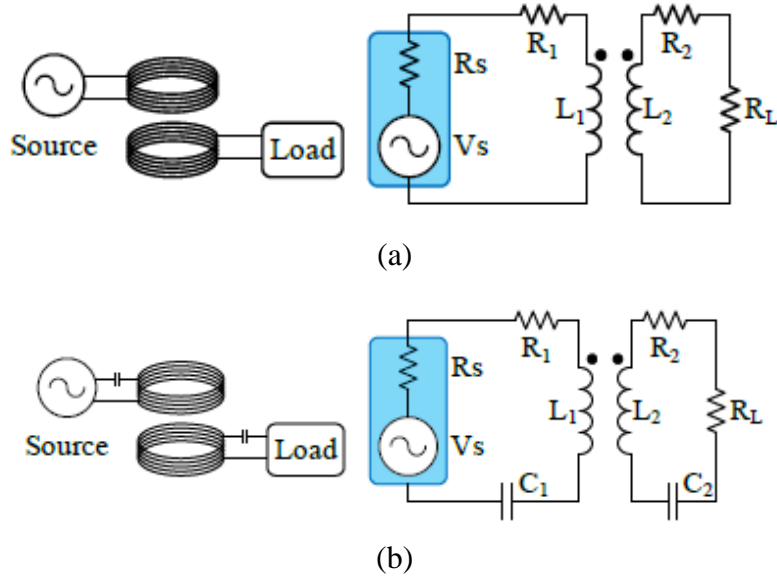 R1 R2
Rs
L1 L2 RL
Source Vs
Load
(a)
R1 R2
Rs
L1 L2 RL
Source Vs
Load
C1 C2
(b)